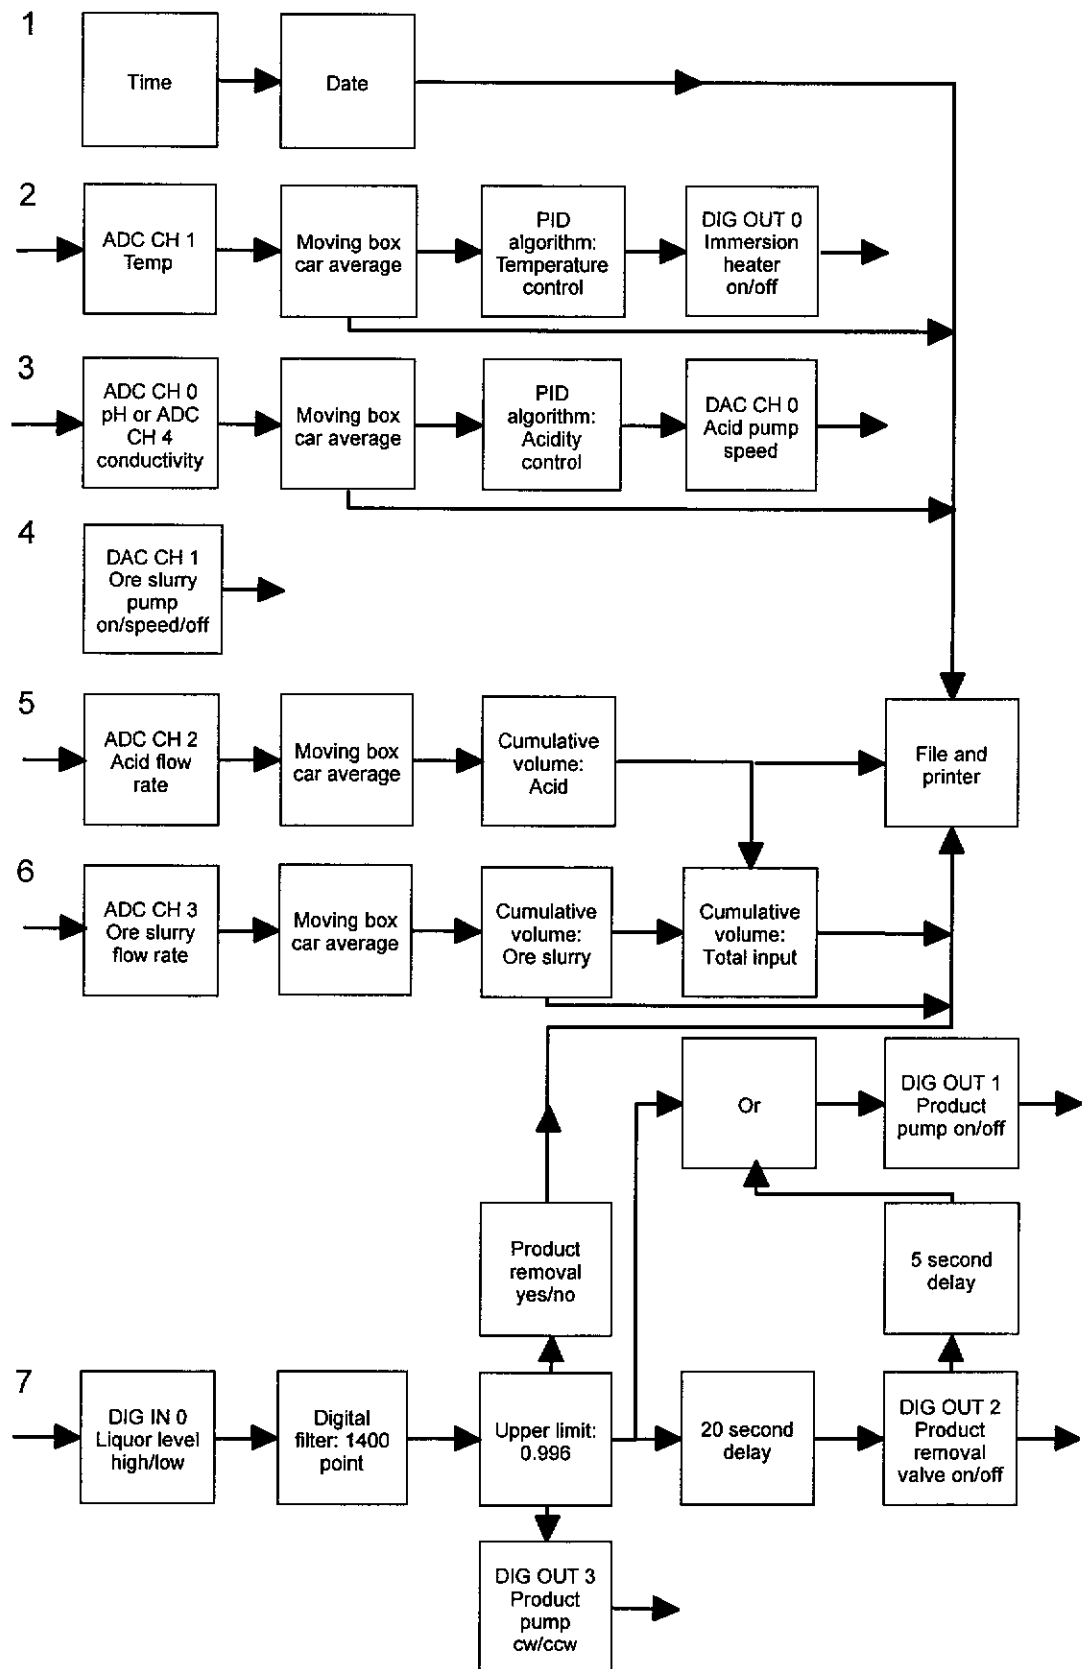 1
Time
Date
2
ADC CH 1
Temp
Moving box
car average
PID
algorithm:
Temperature
control
DIG OUT 0
Immersion
heater
on/off
3
ADC CH 0
pH or ADC
CH 4
conductivity
Moving box
car average
PID
algorithm:
Acidity
control
DAC CH 0
Acid pump
speed
4
DAC CH 1
Ore slurry
pump
on/speed/off
5
ADC CH 2
Acid flow
rate
Moving box
car average
Cumulative
volume:
Acid
File and
printer
6
ADC CH 3
Ore slurry
flow rate
Moving box
car average
Cumulative
volume:
Ore slurry
Cumulative
volume:
Total input
Or
DIG OUT 1
Product
pump on/off
Product
removal
yes/no
5 second
delay
7
DIG IN 0
Liquor level
high/low
Digital
filter: 1400
point
Upper limit:
0.996
20 second
delay
DIG OUT 2
Product
removal
valve on/off
DIG OUT 3
Product
pump
cw/ccw